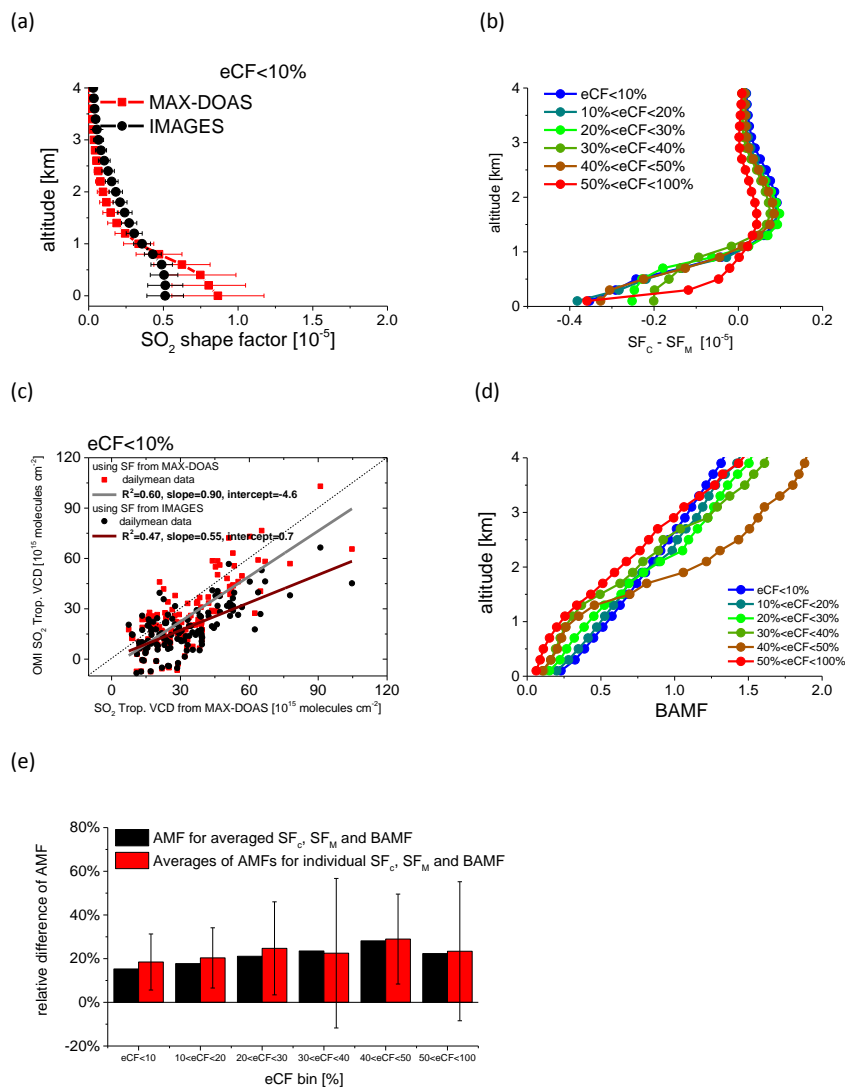 (a)
eCF<10%
MAX-DOAS
IMAGES
4
3
2
1
0
altitude [km]
0.0
0.5
1.0
1.5
2.0
SO2 shape factor [10-5]
(b)
eCF<10%
10%<eCF<20%
20%<eCF<30%
30%<eCF<40%
40%<eCF<50%
50%<eCF<100%
4
3
2
1
0
altitude [km]
-0.4
-0.2
0.0
0.2
SFC - SFM [10-5]
(c)
eCF<10%
using SF from MAX-DOAS
dailymean data
R2=0.60, slope=0.90, intercept=-4.6
using SF from IMAGES
dailymean data
R2=0.47, slope=0.55, intercept=0.7
120
90
60
30
0
OMI SO2 Trop. VCD [1015 molecules cm-2]
0
30
60
90
120
SO2 Trop. VCD from MAX-DOAS [1015 molecules cm-2]
(d)
4
3
2
1
0
altitude [km]
eCF<10%
10%<eCF<20%
20%<eCF<30%
30%<eCF<40%
40%<eCF<50%
50%<eCF<100%
0.0
0.5
1.0
1.5
2.0
BAMF
(e)
AMF for averaged SFc, SFM and BAMF
Averages of AMFs for individual SFc, SFM and BAMF
80%
60%
40%
20%
0%
-20%
relative difference of AMF
eCF<10
10<eCF<20
20<eCF<30
30<eCF<40
40<eCF<50
50<eCF<100
eCF bin [%]